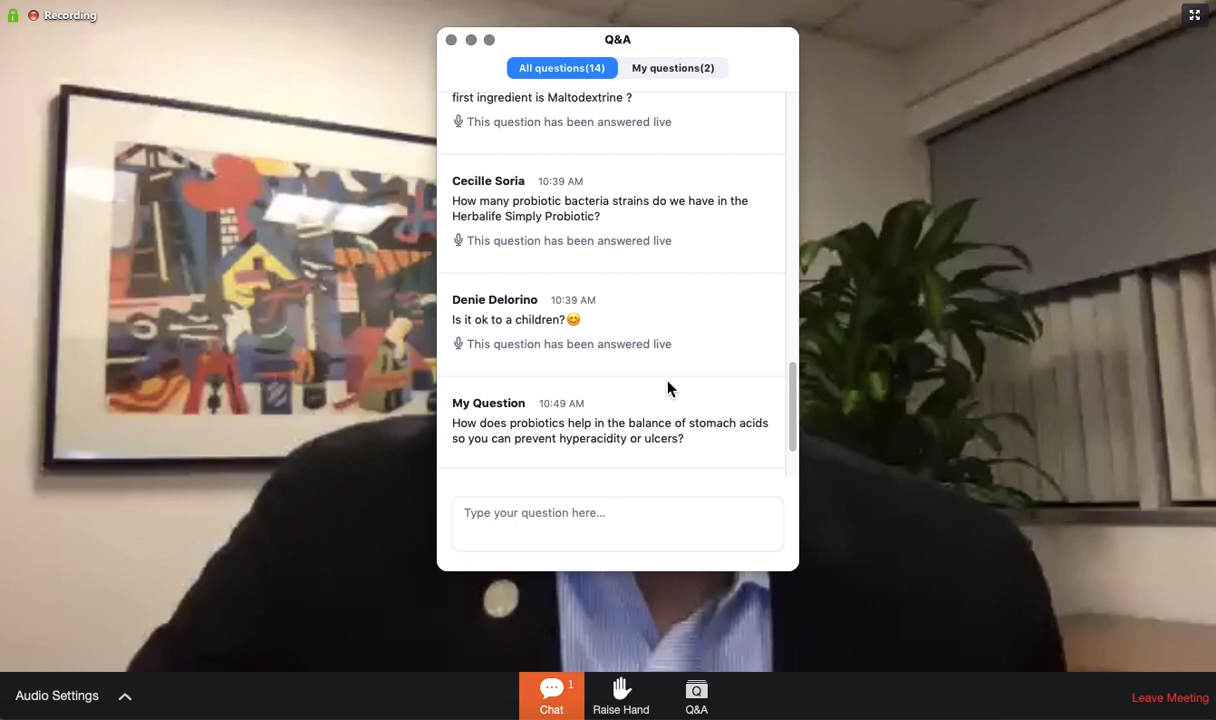 Recording
Q&A
All questions(14) My questions(2)
first ingredient is Maltodextrine ?
This question has been answered live
Cecille Soria 10:39 AM
How many probiotic bacteria strains do we have in the
Herbalife Simply Probiotic?
This question has been answered live
Denie Delorino 10:39 AM
Is it ok to a children?😊
This question has been answered live
My Question 10:49 AM
How does probiotics help in the balance of stomach acids
so you can prevent hyperacidity or ulcers?
Type your question here...
Audio Settings
1
Chat
Raise Hand
Q
Q&A
Leave Meeting